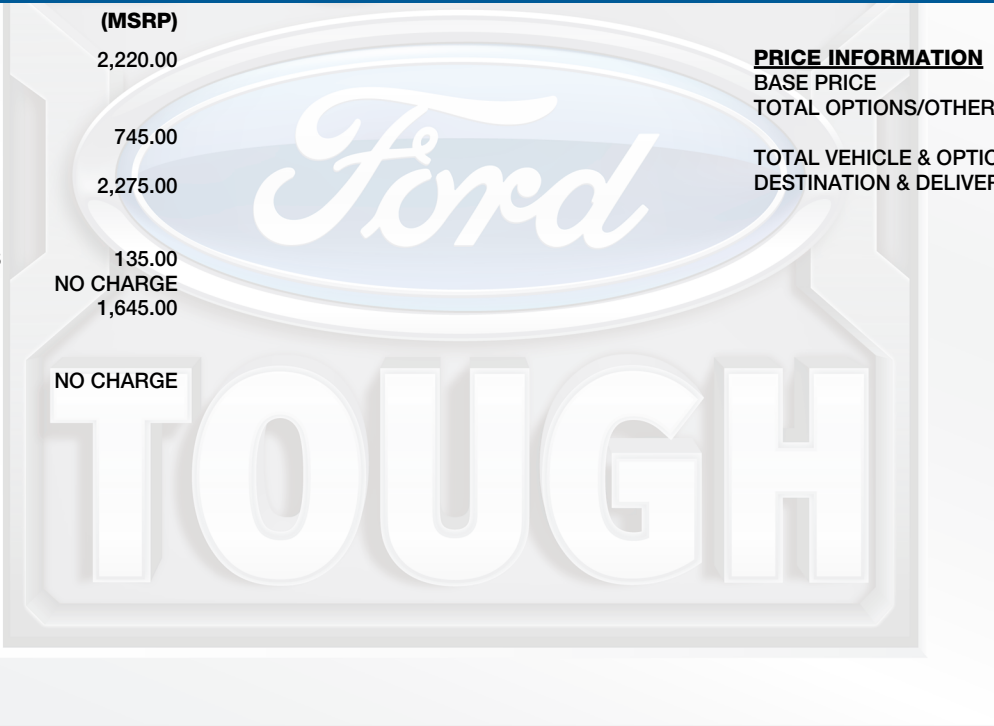 (MSRP)
2,220.00
745.00
2,275.00
135.00
NO CHARGE
1,645.00
NO CHARGE
PRICE INFORMATION
BASE PRICE
TOTAL OPTIONS/OTHER
TOTAL VEHICLE & OPTIO
DESTINATION & DELIVER
Ford
TOUGH